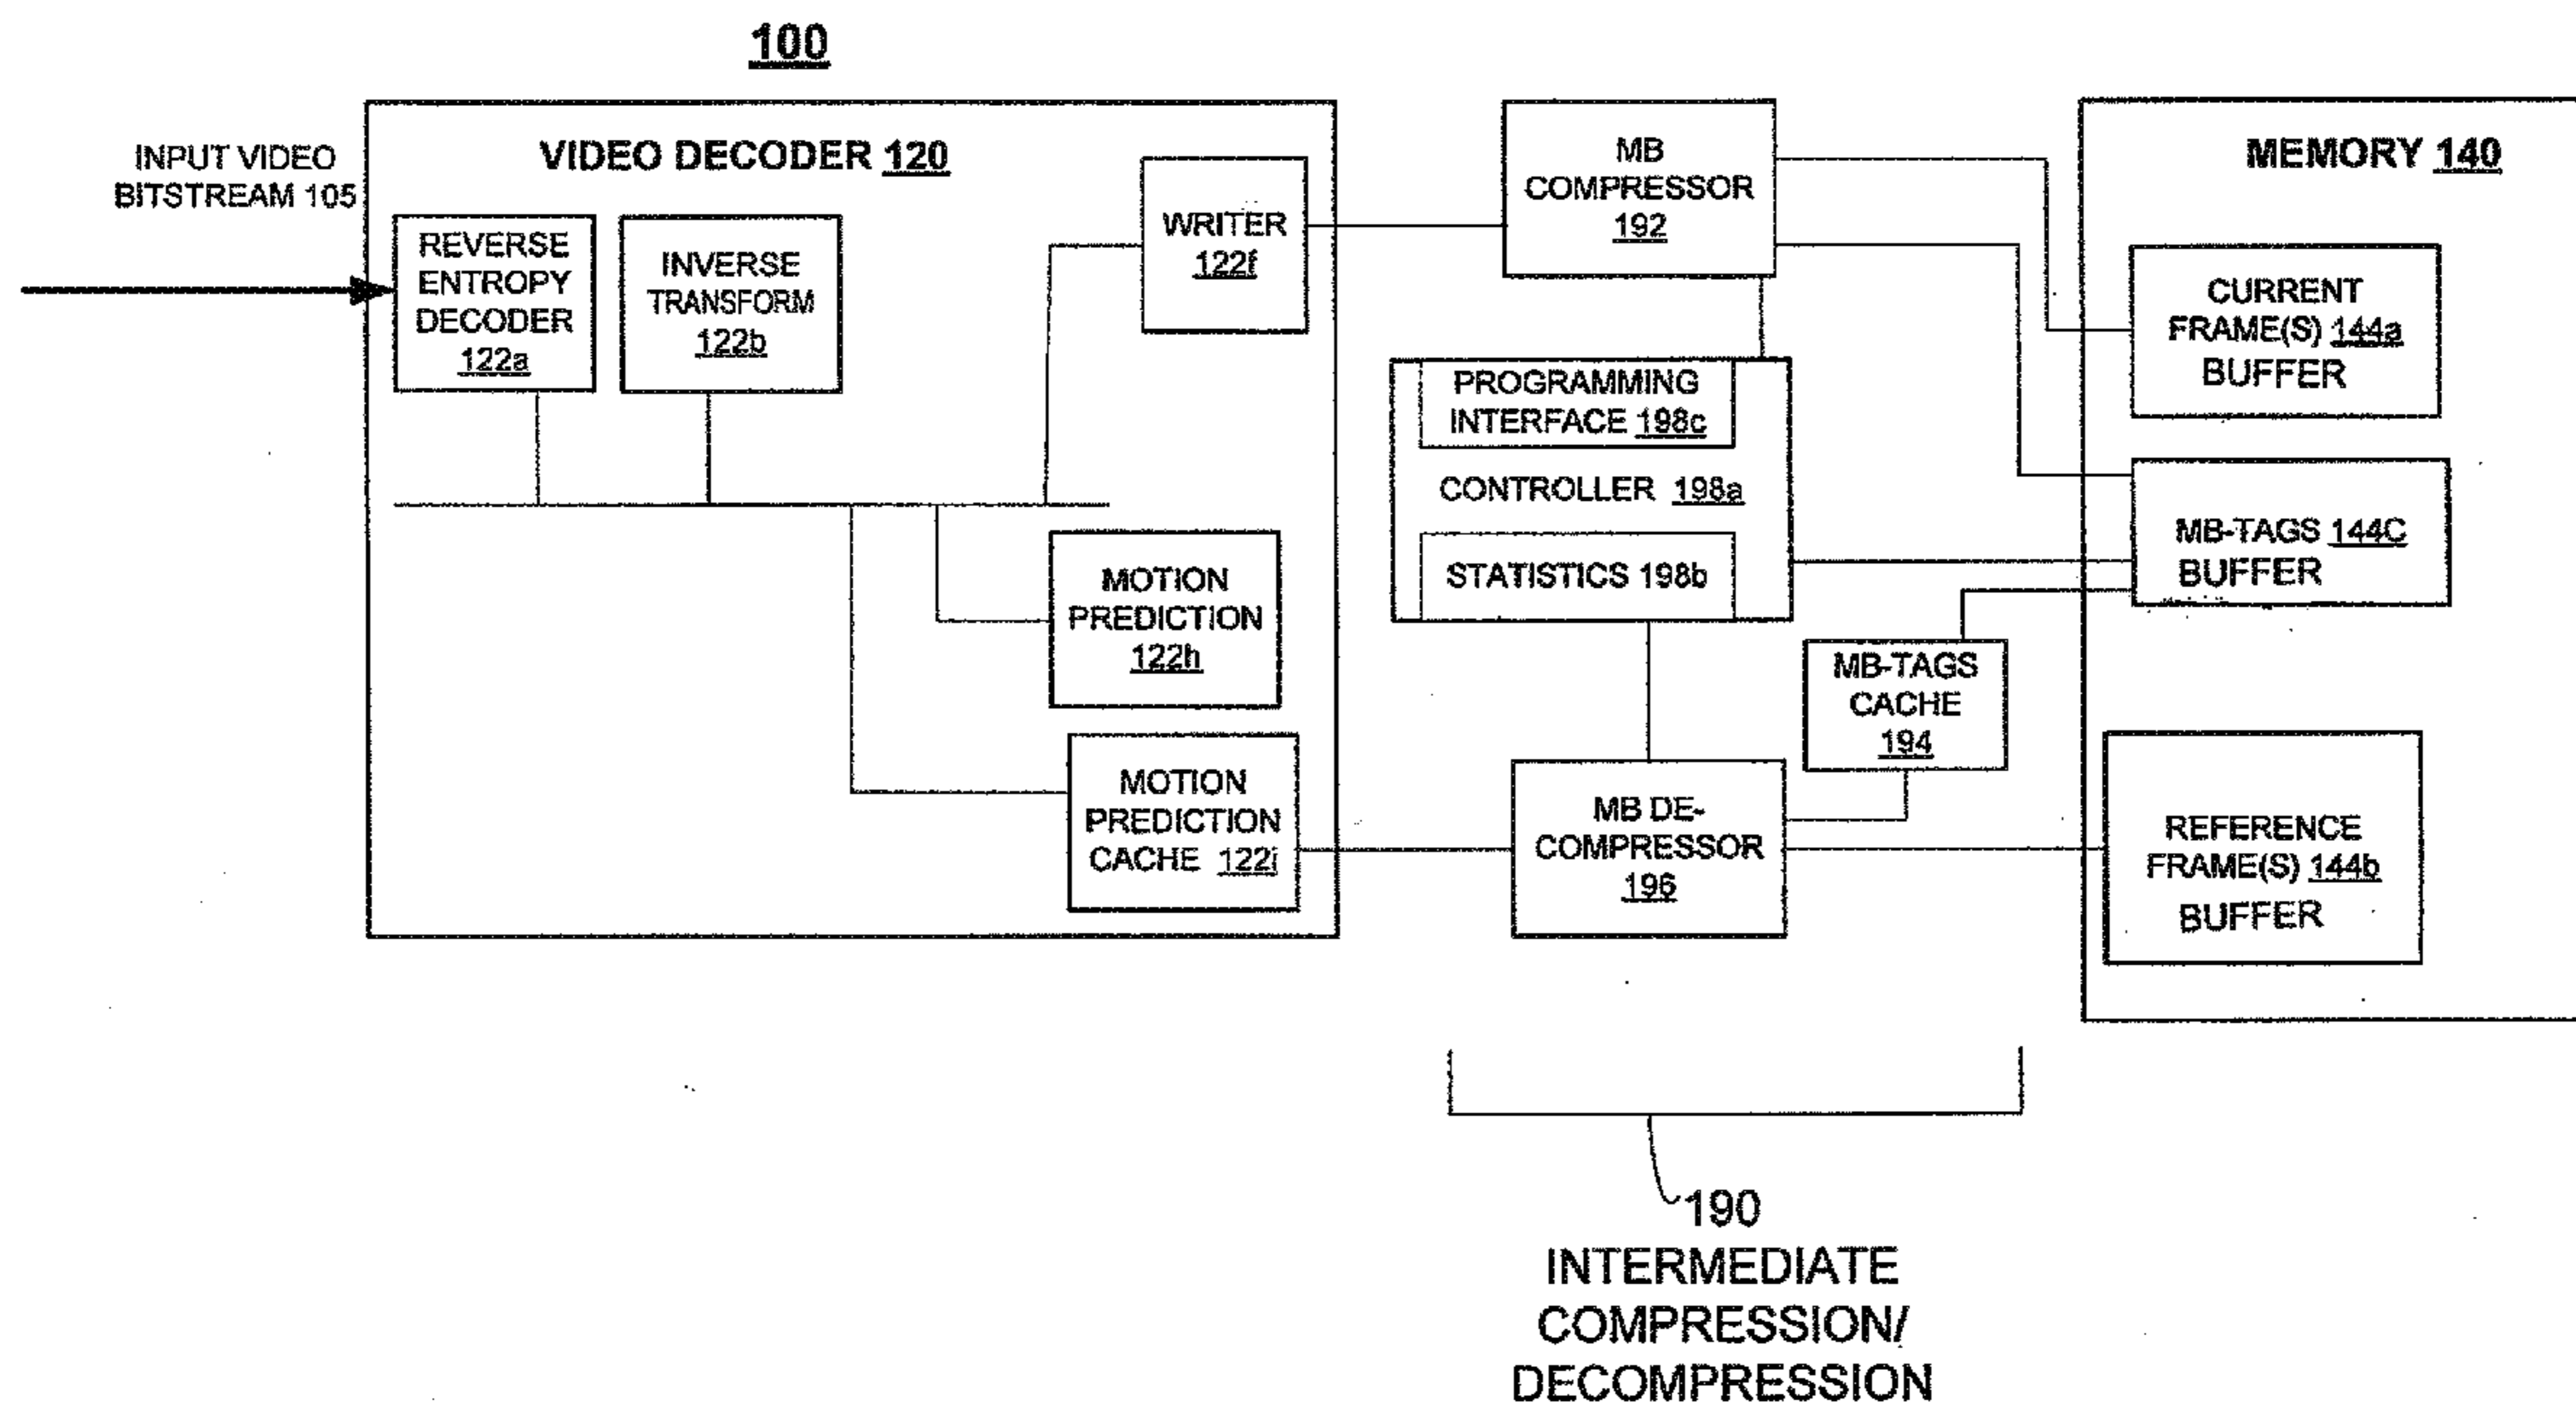 100
INPUT VIDEO
BITSTREAM 105
VIDEO DECODER 120
REVERSE
ENTROPY
DECODER
122a
INVERSE
TRANSFORM
122b
WRITER
122f
MOTION
PREDICTION
122h
MOTION
PREDICTION
CACHE 122i
MB
COMPRESSOR
192
PROGRAMMING
INTERFACE 198c
CONTROLLER 198a
STATISTICS 198b
MB-TAGS
CACHE
194
MB DE-
COMPRESSOR
196
MEMORY 140
CURRENT
FRAME(S) 144a
BUFFER
MB-TAGS 144C
BUFFER
REFERENCE
FRAME(S) 144b
BUFFER
190
INTERMEDIATE
COMPRESSION/
DECOMPRESSION